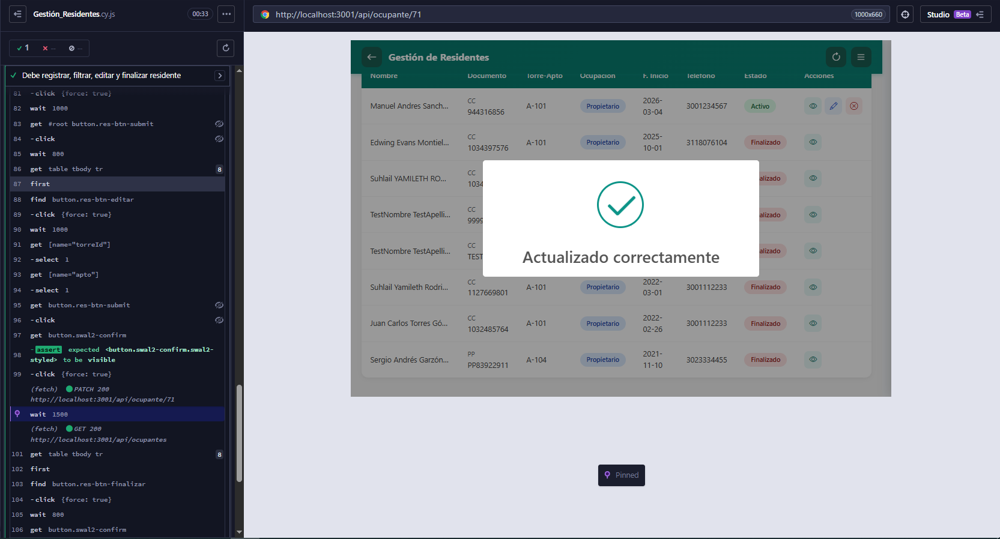 Gestión_Residentes.cy.js
00:33
http://localhost:3001/api/ocupante/71
1000x660
Studio Beta
1 -- --
Debe registrar, filtrar, editar y finalizar residente
81 -click {force: true}
82 wait 1000
83 get #root button.res-btn-submit
84 -click
85 wait 800
86 get table tbody tr 8
87 first
88 find button.res-btn-editar
89 -click {force: true}
90 wait 1000
91 get [name="torreId"]
92 -select 1
93 get [name="apto"]
94 -select 1
95 get button.res-btn-submit
96 -click
97 get button.swal2-confirm
98 -assert expected <button.swal2-confirm.swal2-
styled> to be visible
99 -click {force: true}
(fetch) PATCH 200
http://localhost:3001/api/ocupante/71
wait 1500
(fetch) GET 200
http://localhost:3001/api/ocupantes
101 get table tbody tr 8
102 first
103 find button.res-btn-finalizar
104 -click {force: true}
105 wait 800
106 get button.swal2-confirm
Gestión de Residentes
Nombre Documento Torre-Apto Ocupación F. Inicio Teléfono Estado Acciones
Manuel Andres Sanch... CC 944316856 A-101 Propietario 2026-03-04 3001234567 Activo
Edwing Evans Montiel... CC 1034397576 A-101 Propietario 2025-10-01 3118076104 Finalizado
Suhlail YAMILETH RO... CC 1034 alizado
TestNombre TestApelli... CC 9999 alizado
TestNombre TestApelli... CC TEST alizado
Suhlail Yamileth Rodri... CC 1127669801 A-101 Propietario 2022-03-01 3001112233 Finalizado
Juan Carlos Torres Gó... CC 1032485764 A-101 Propietario 2022-02-26 3001112233 Finalizado
Sergio Andrés Garzón... PP PP83922911 A-104 Propietario 2021-11-10 3023334455 Finalizado
Actualizado correctamente
Pinned